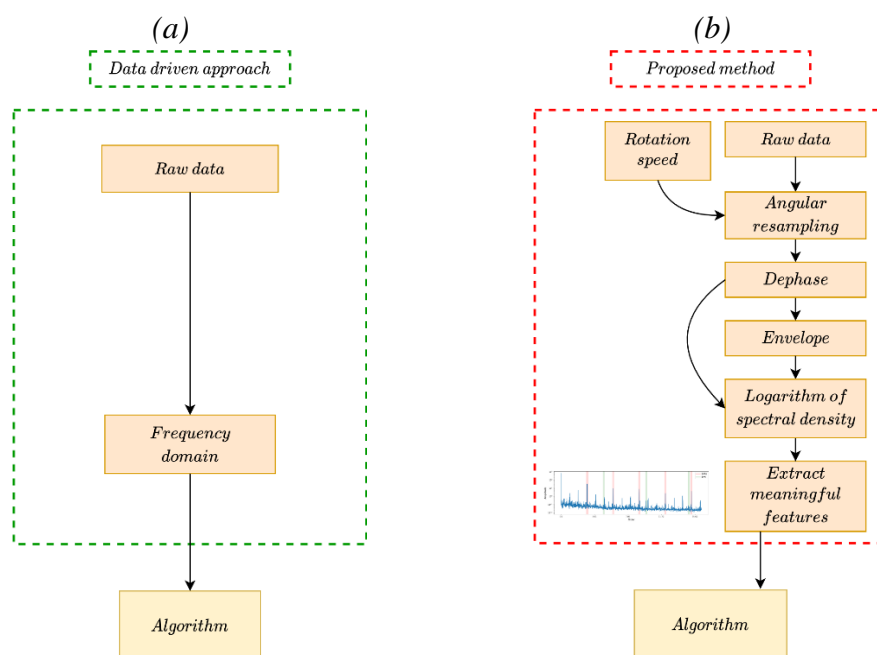 (a)
Data driven approach
Raw data
Frequency
domain
Algorithm
(b)
Proposed method
Rotation
speed
Raw data
Angular
resampling
Dephase
Envelope
Logarithm of
spectral density
Extract
meaningful
features
Algorithm